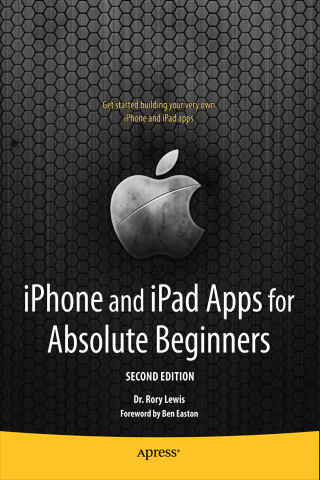 Get started building your very own
iPhone and iPad apps
iPhone and iPad Apps for
Absolute Beginners
SECOND EDITION
Dr. Rory Lewis
Foreword by Ben Easton
Apress®